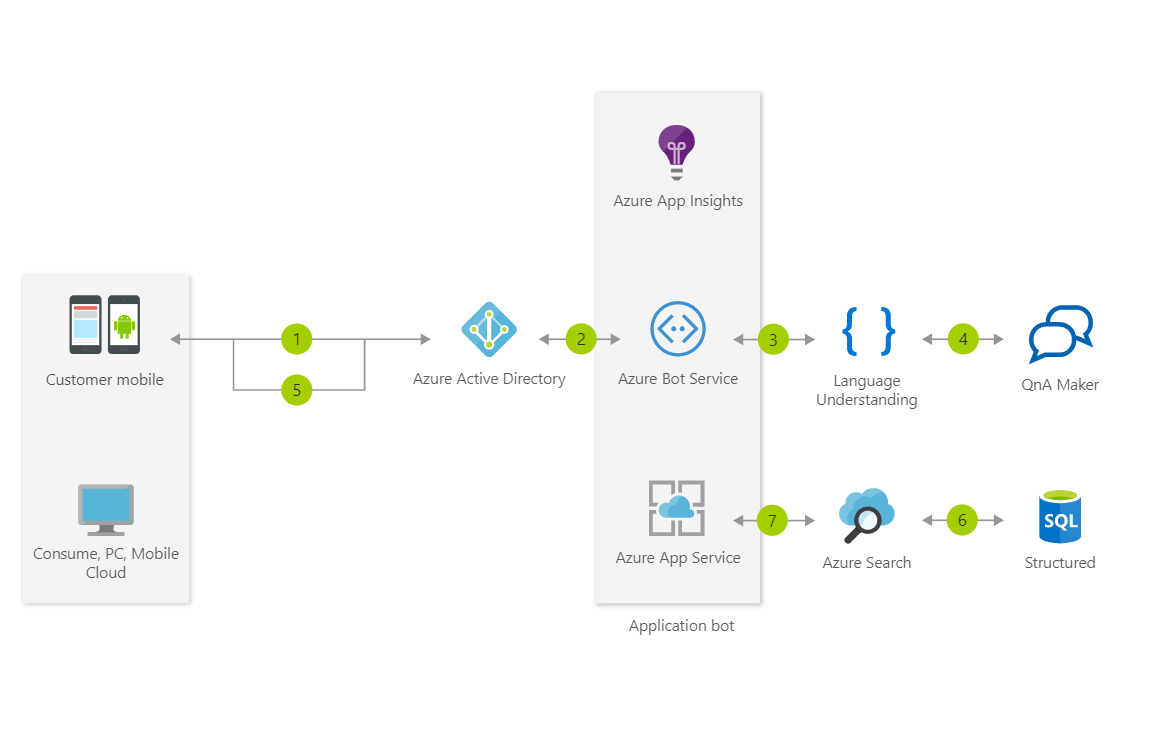 Azure App Insights
1
5
2
3
4
Customer mobile
Azure Active Directory
Azure Bot Service
Language
Understanding
QnA Maker
7
6
SQL
Consume, PC, Mobile
Cloud
Azure App Service
Azure Search
Structured
Application bot